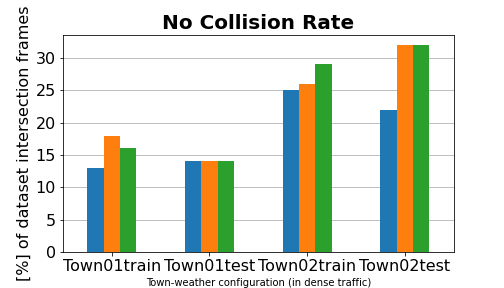 No Collision Rate
[%] of dataset intersection frames
30
25
20
15
10
5
0
Town01train Town01test Town02train Town02test
Town-weather configuration (in dense traffic)